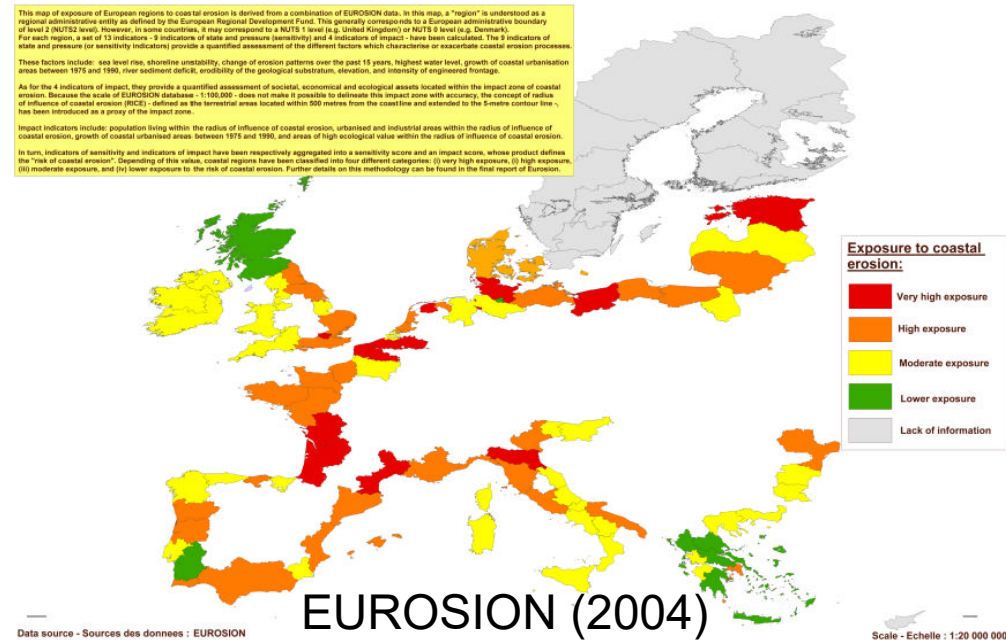 This map of exposure of European regions to coastal erosion is derived from a combination of EUROSION data. In this map, a "region" is understood as a
regional administrative entity as defined by the European Regional Development Fund. This generally corresponds to a European administrative boundary
of level 2 (NUTS2 level). However, in some countries, it may correspond to a NUTS 1 level (e.g. United Kingdom) or NUTS 0 level (e.g. Denmark).
For each region, a set of 13 indicators - 9 indicators of state and pressure (sensitivity) and 4 indicators of impact - have been calculated. The 9 indicators of
state and pressure (or sensitivity indicators) provide a quantified assessment of the different factors which characterise or exacerbate coastal erosion processes.
These factors include: sea level rise, shoreline unstability, change of erosion patterns over the past 15 years, highest water level, growth of coastal urbanisation
areas between 1975 and 1990, river sediment deficit, erodibility of the geological substratum, elevation, and intensity of engineered frontage.
As for the 4 indicators of impact, they provide a quantified assessment of societal, economical and ecological assets located within the impact zone of coastal
erosion. Because the scale of EUROSION database - 1:100,000 - does not make it possible to delineate this impact zone with accuracy, the concept of radius
of influence of coastal erosion (RICE) - defined as the terrestrial areas located within 500 metres from the coastline and extended to the 5-metre contour line -,
has been introduced as a proxy of the impact zone.
Impact indicators include: population living within the radius of influence of coastal erosion, urbanised and industrial areas within the radius of influence of
coastal erosion, growth of coastal urbanised areas between 1975 and 1990, and areas of high ecological value within the radius of influence of coastal erosion.
In turn, indicators of sensitivity and indicators of impact have been respectively aggregated into a sensitivity score and an impact score, whose product defines
the "risk of coastal erosion". Depending of this value, coastal regions have been classified into four different categories: (i) very high exposure, (i) high exposure,
(iii) moderate exposure, and (iv) lower exposure to the risk of coastal erosion. Further details on this methodology can be found in the final report of Eurosion.
Exposure to coastal
erosion:
Very high exposure
High exposure
Moderate exposure
Lower exposure
Lack of information
EUROSION (2004)
Data source - Sources des donnees : EUROSION
Scale - Echelle : 1:20 000 000